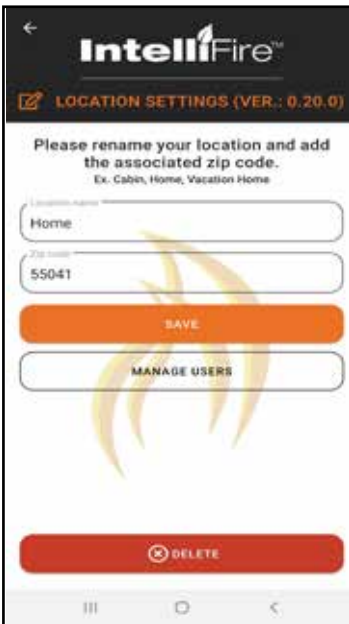 IntelliFire™
LOCATION SETTINGS (VER.: 0.20.0)
Please rename your location and add
the associated zip code.
Ex. Cabin, Home, Vacation Home
Location name
Home
Zip code
55041
SAVE
MANAGE USERS
DELETE